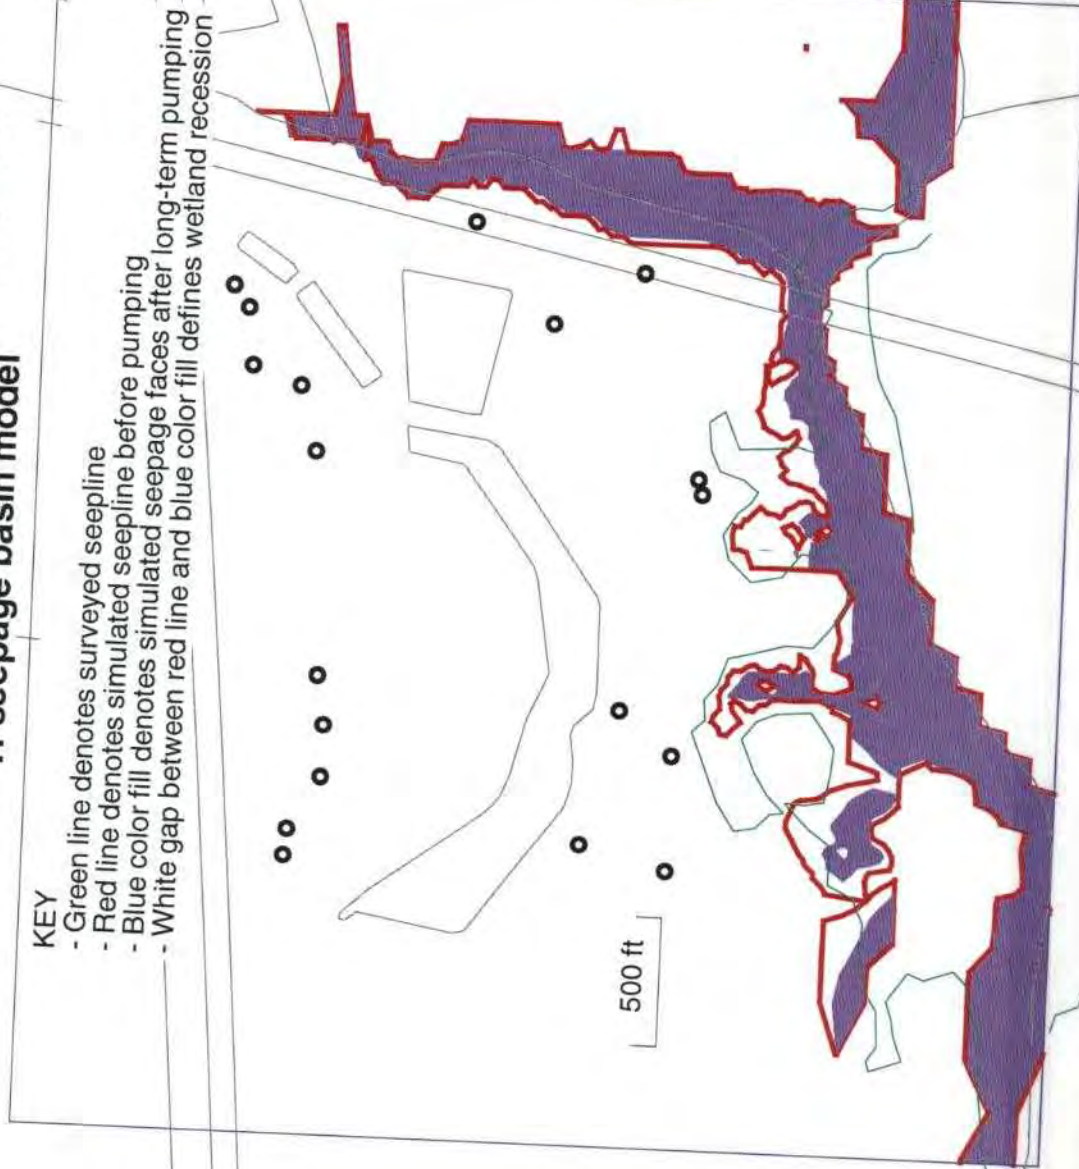 seepage basin model
KEY
- Green line denotes surveyed seepline
- Red line denotes simulated seepline before pumping
- Blue color fill denotes simulated seepage faces after long-term pumping
- White gap between red line and blue color fill defines wetland recession
500 ft